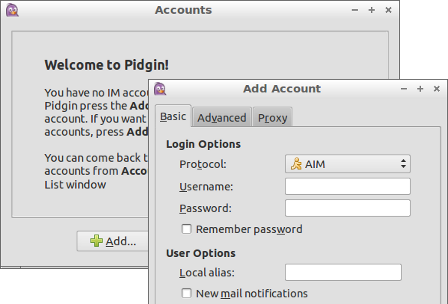 Accounts
Welcome to Pidgin!
You have no IM accou
Pidgin press the Add
account. If you want
accounts, press Add
You can come back t
accounts from Accou
List window
Add...
Add Account
Basic Advanced Proxy
Login Options
Protocol: AIM
Username:
Password:
Remember password
User Options
Local alias:
New mail notifications